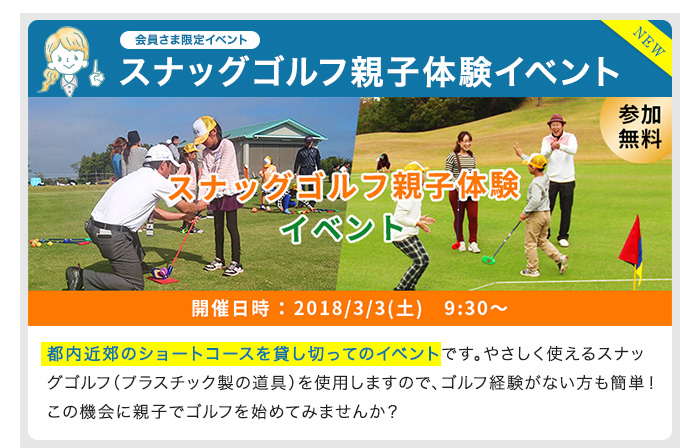 会員さま限定イベント
スナッグゴルフ親子体験イベント
NEW
参加
無料
スナッグゴルフ親子体験
イベント
開催日時：2018/3/3(土)　9:30〜
都内近郊のショートコースを貸し切ってのイベントです。やさしく使えるスナッ
グゴルフ（プラスチック製の道具）を使用しますので、ゴルフ経験がない方も簡単！
この機会に親子でゴルフを始めてみませんか？